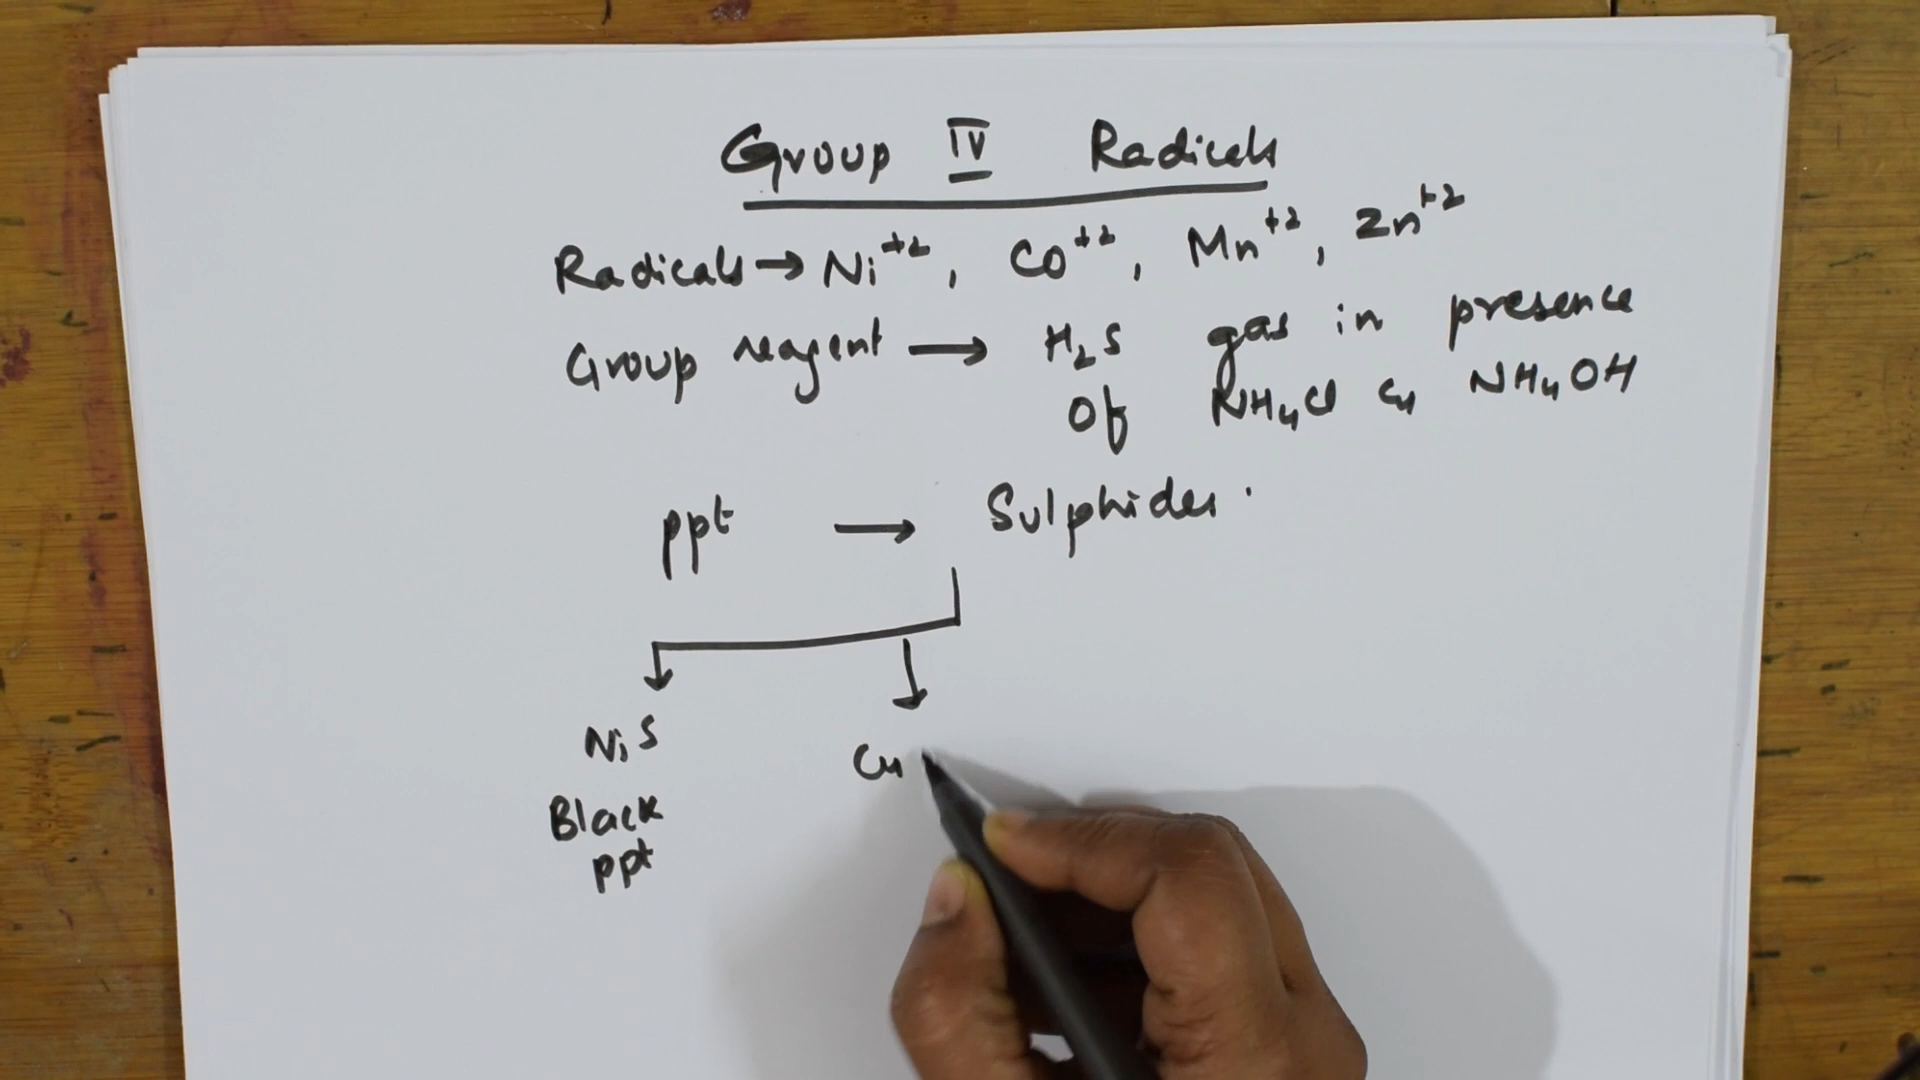 Group IV Radicals
Radicals → Ni⁺², Co⁺², Mn⁺², Zn⁺²
Group reagent → H₂S gas in presence
of NH₄Cl & NH₄OH
ppt → Sulphides.
NiS Cu
Black
ppt